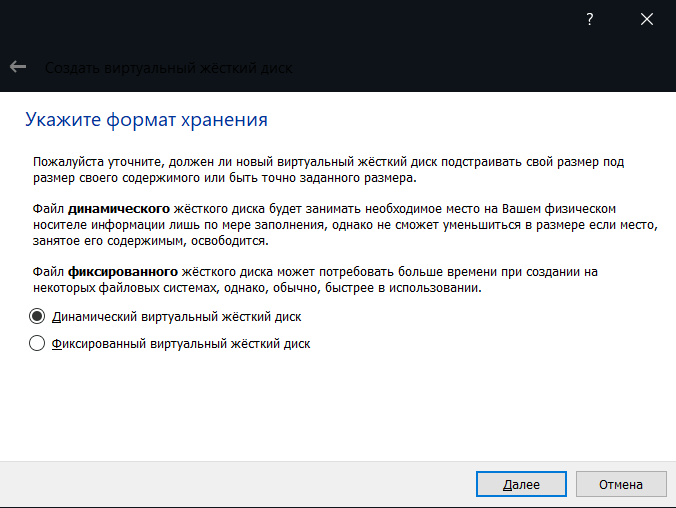 ?
Создать виртуальный жёсткий диск
Укажите формат хранения
Пожалуйста уточните, должен ли новый виртуальный жёсткий диск подстраивать свой размер под
размер своего содержимого или быть точно заданного размера.
Файл динамического жёсткого диска будет занимать необходимое место на Вашем физическом
носителе информации лишь по мере заполнения, однако не сможет уменьшиться в размере если место,
занятое его содержимым, освободится.
Файл фиксированного жёсткого диска может потребовать больше времени при создании на
некоторых файловых системах, однако, обычно, быстрее в использовании.
Динамический виртуальный жёсткий диск
Фиксированный виртуальный жёсткий диск
Далее
Отмена